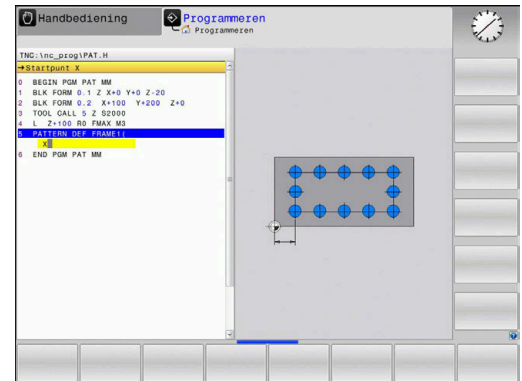 Handbediening
Programmeren
Programmeren
TNC:\nc_prog\PAT.H
→Startpunt X
0 BEGIN PGM PAT MM
1 BLK FORM 0.1 Z X+0 Y+0 Z-20
2 BLK FORM 0.2 X+100 Y+200 Z+0
3 TOOL CALL 5 Z S2000
4 L Z+100 R0 FMAX M3
5 PATTERN DEF FRAME1(
X
6 END PGM PAT MM